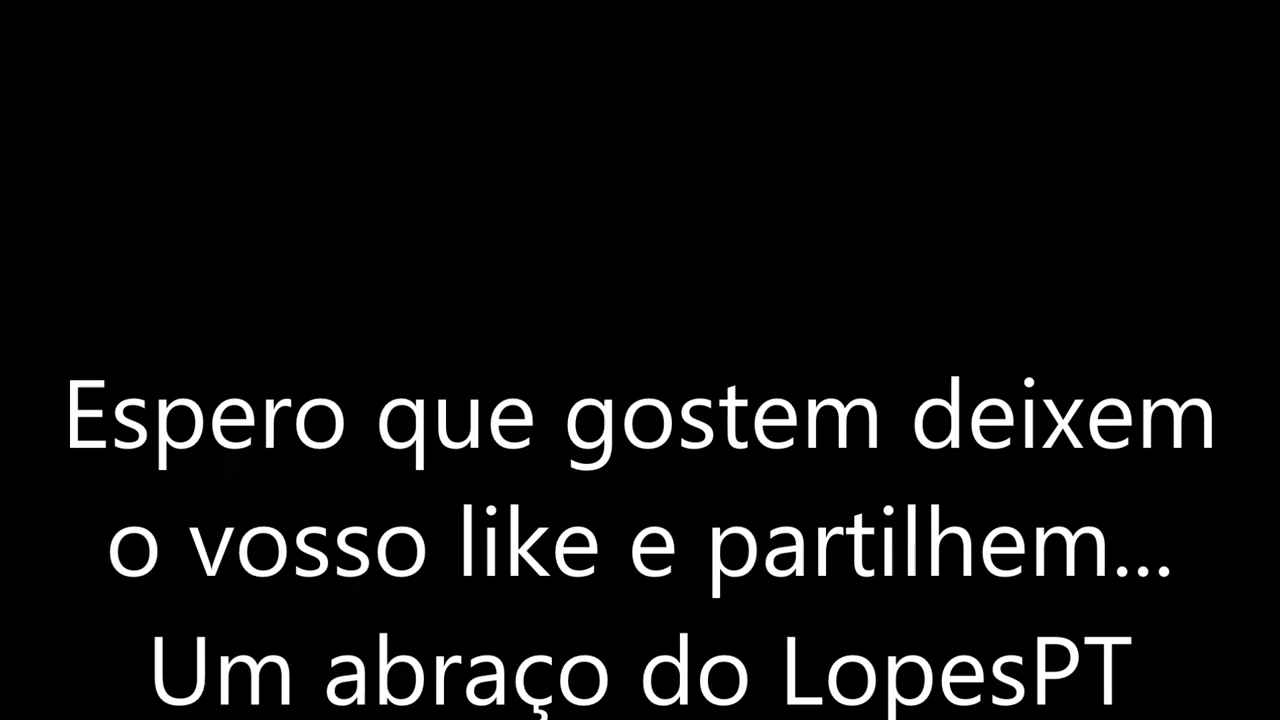 Espero que gostem deixem
o vosso like e partilhem...
Um abraço do LopesPT